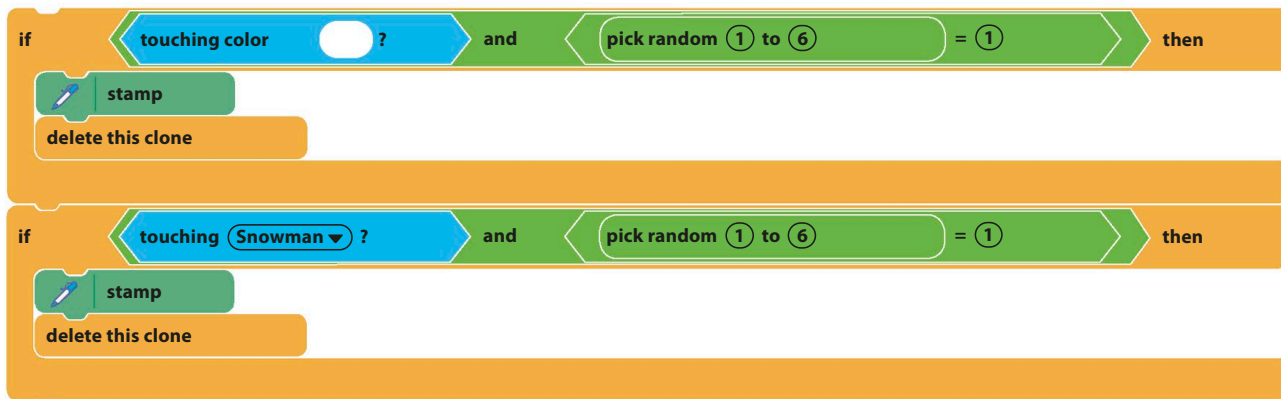 if touching color ? and pick random 1 to 6 = 1 then
stamp
delete this clone
if touching Snowman ? and pick random 1 to 6 = 1 then
stamp
delete this clone